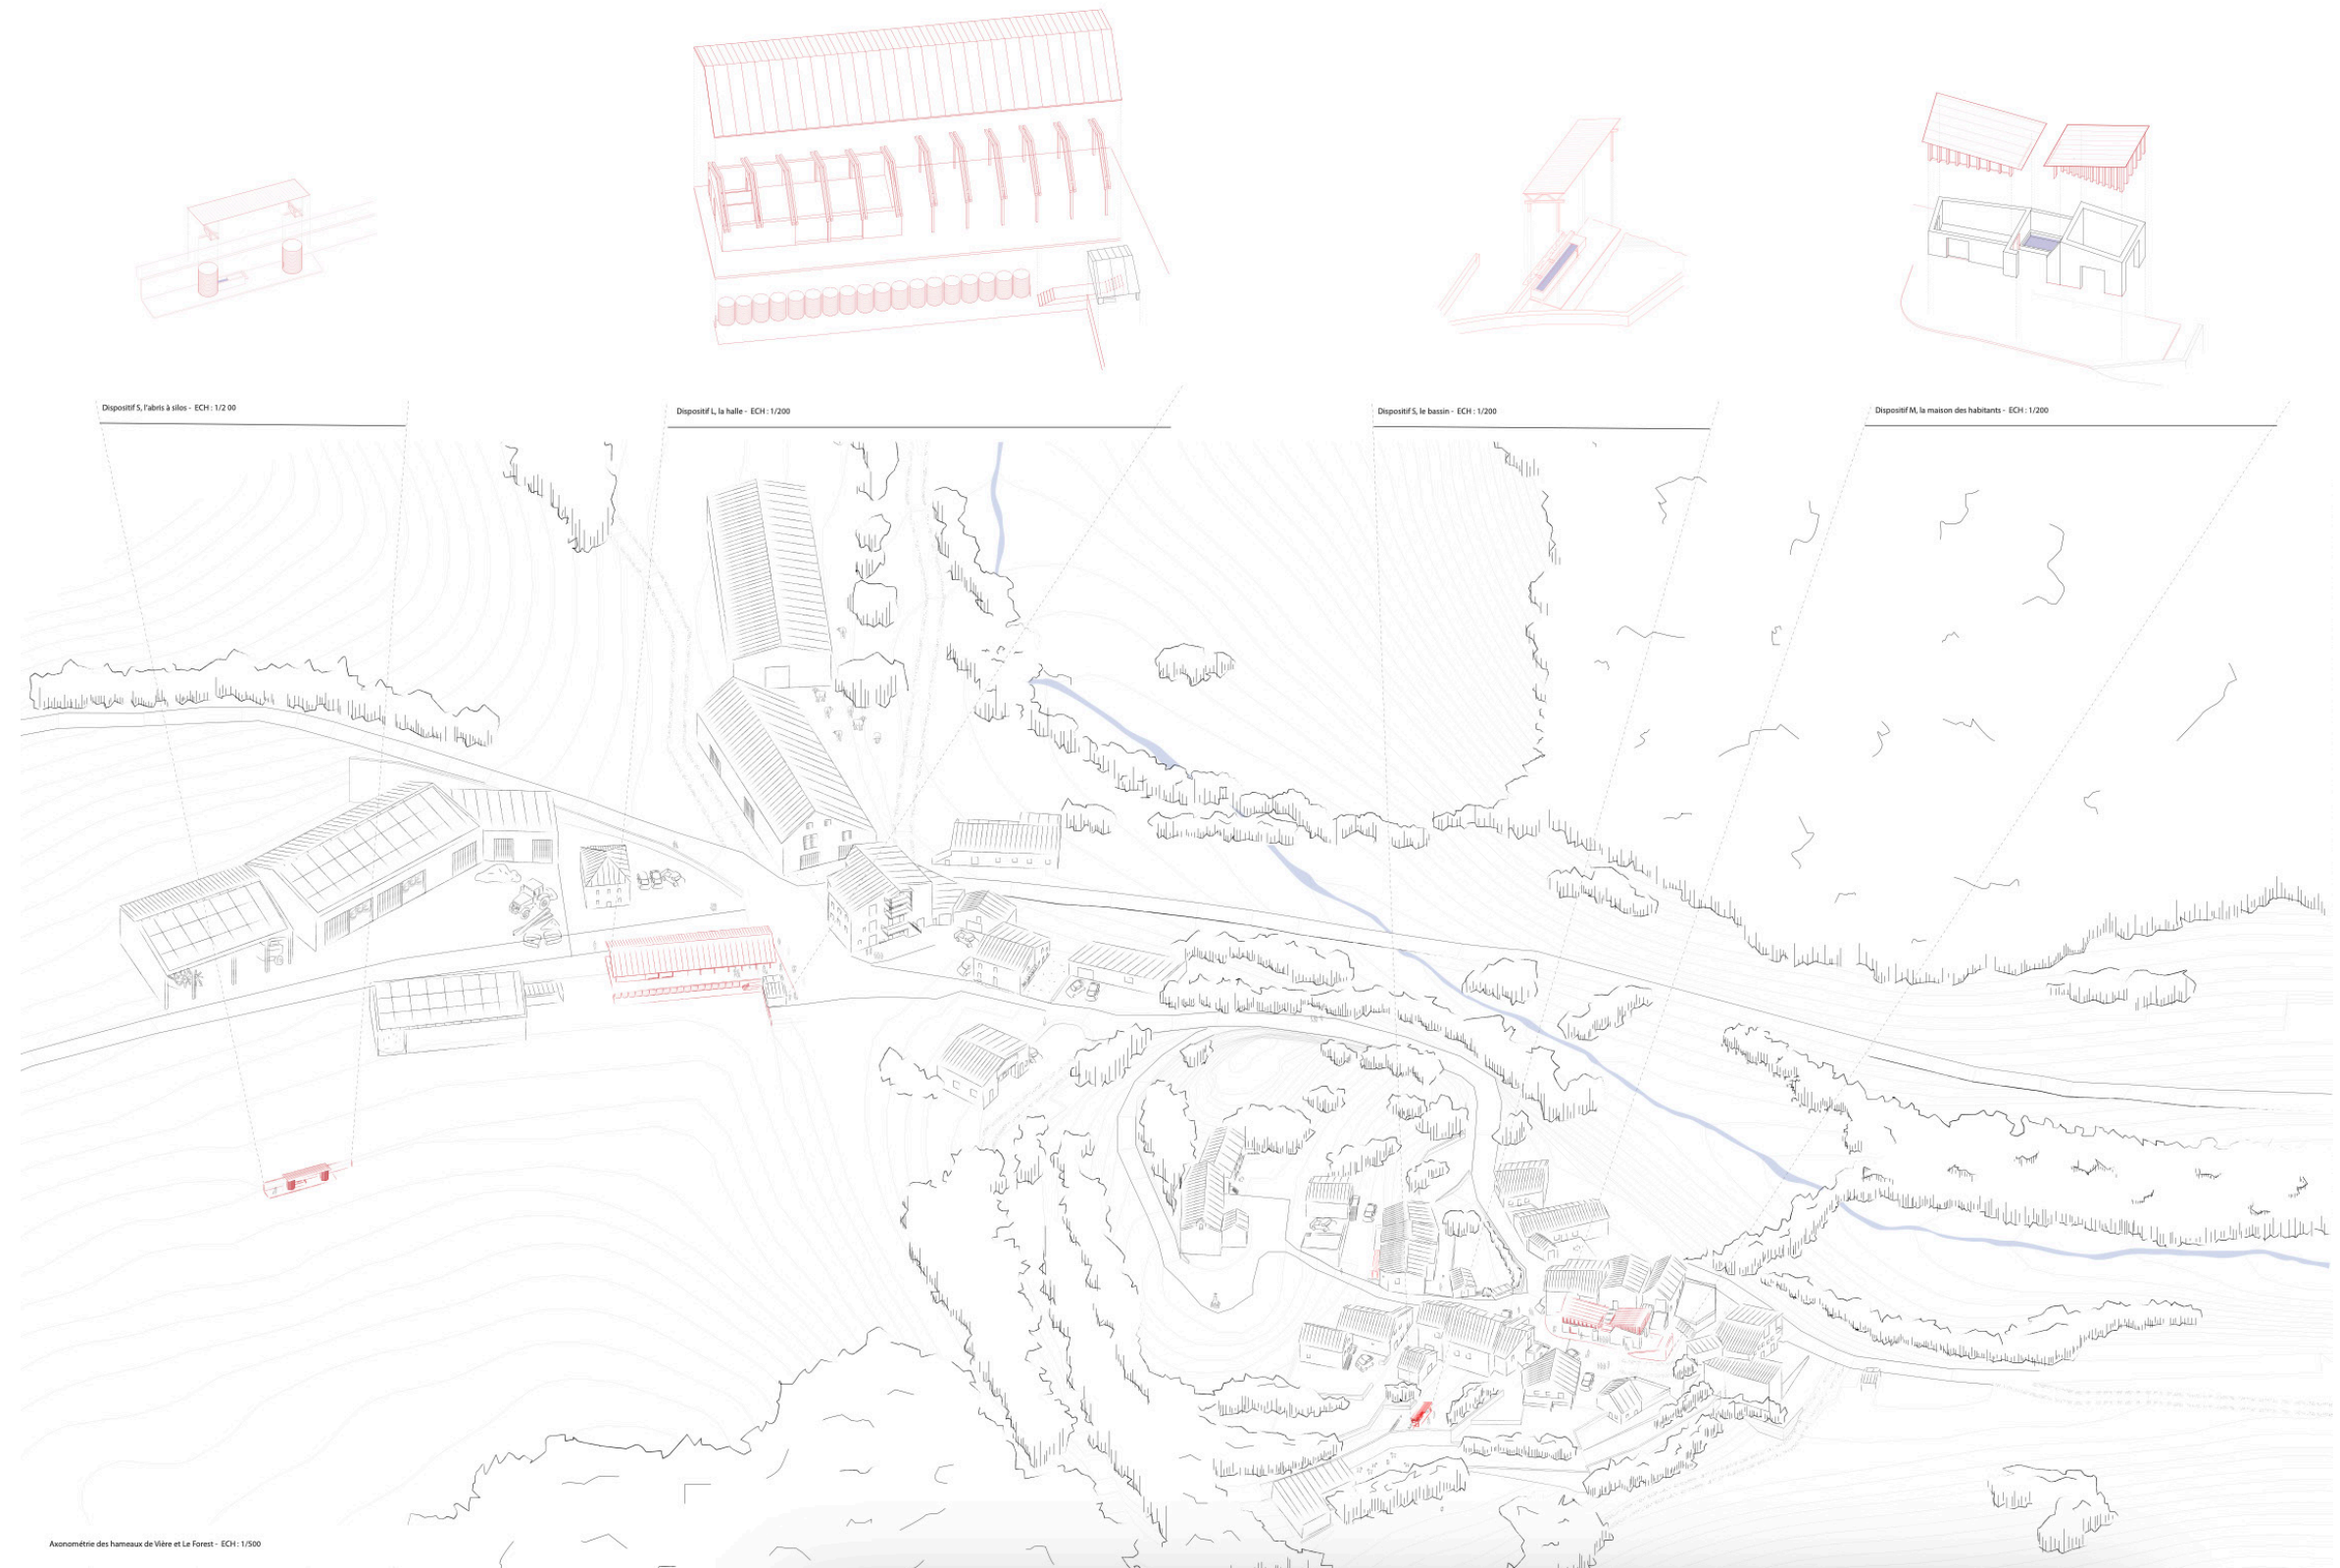 Dispositif S, l'abris à silos - ECH : 1/2 00
Dispositif L, la halle - ECH : 1/200
Dispositif S, le bassin - ECH : 1/200
Dispositif M, la maison des habitants - ECH : 1/200
Axonométrie des hameaux de Vière et Le Forest - ECH : 1/500